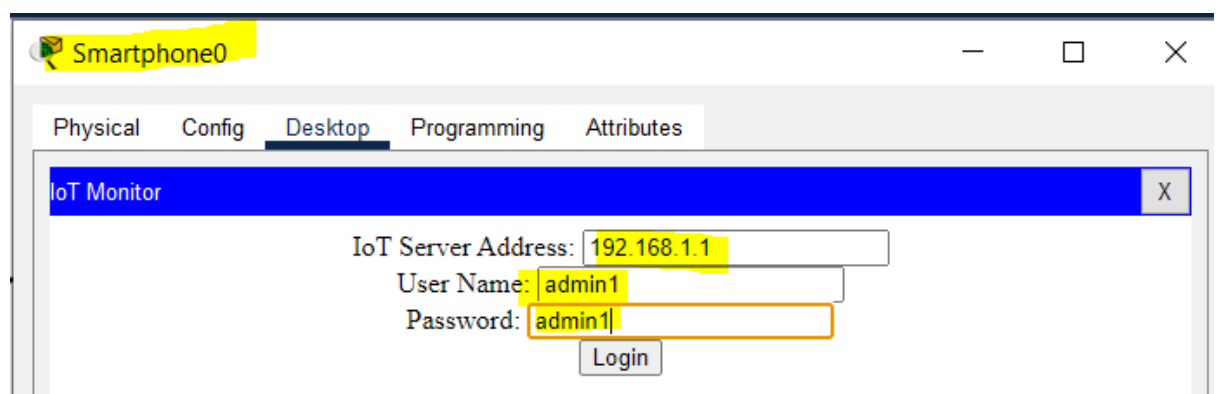 Smartphone0
Physical Config Desktop Programming Attributes
IoT Monitor X
IoT Server Address: 192.168.1.1
User Name: admin1
Password: admin1
Login